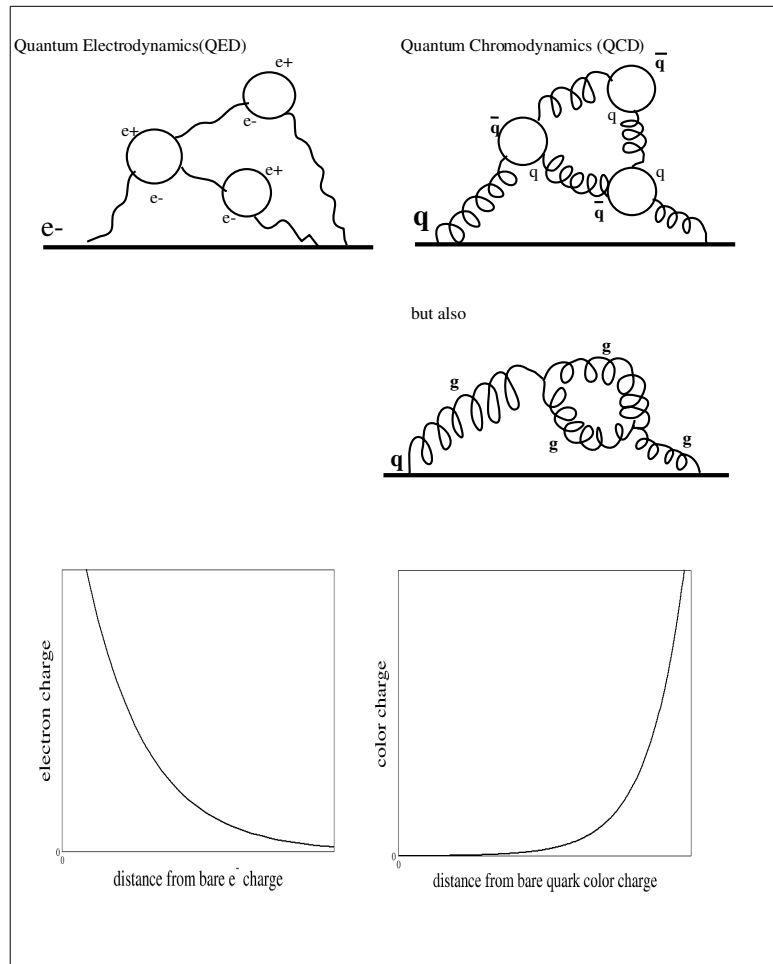 Quantum Electrodynamics(QED)
e+
e+
e-
e+
e-
e-
e-
Quantum Chromodynamics (QCD)
q̅
q̅
q
q
q
q̅
q
but also
g
g
g
g
q
electron charge
0
0
distance from bare e⁻ charge
color charge
0
0
distance from bare quark color charge